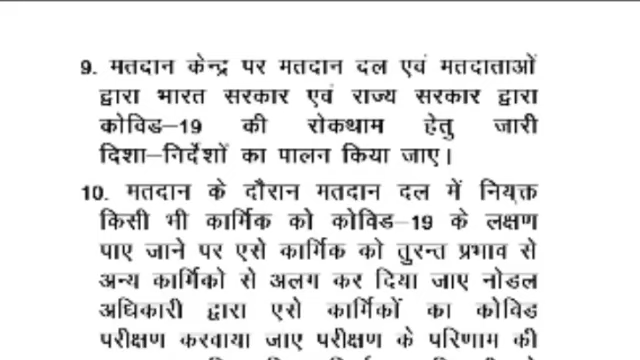 9. मतदान केन्द्र पर मतदान दल एवं मतदाताओं
द्वारा भारत सरकार एवं राज्य सरकार द्वारा
कोविड–19 की रोकथाम हेतु जारी
दिशा–निर्देशों का पालन किया जाए।
10. मतदान के दौरान मतदान दल में नियुक्त
किसी भी कार्मिक को कोविड–19 के लक्षण
पाए जाने पर एसे कार्मिक को तुरन्त प्रभाव से
अन्य कार्मिको से अलग कर दिया जाए नोडल
अधिकारी द्वारा एसे कार्मिकों का कोविड
परीक्षण करवाया जाए परीक्षण के परिणाम की